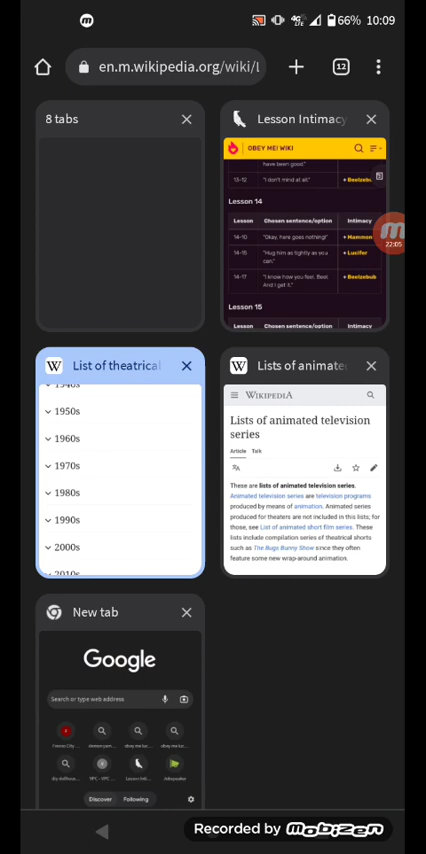 66% 10:09
en.m.wikipedia.org/wiki/L
12
8 tabs
Lesson Intimacy
OBEY ME! WIKI
have been good."
13-12 "I don't mind at all."
Lesson 14
Lesson Chosen sentence/option Intimacy
14-10 "Okay, here goes nothing!" + Mammon
14-15 "Hug him as tightly as you can." + Lucifer
14-17 "I know how you feel, Beel. And I get it." + Beelzebub
Lesson 15
Lesson Chosen sentence/option Intimacy
22:05
List of theatrical
1940s
1950s
1960s
1970s
1980s
1990s
2000s
2010s
Lists of animated
WIKIPEDIA
Lists of animated television
series
Article Talk
These are lists of animated television series.
Animated television series are television programs
produced by means of animation. Animated series
produced for theaters are not included in this lists; for
those, see List of animated short film series. These
lists include compilation series of theatrical shorts
such as The Bugs Bunny Show since they often
feature some new wrap-around animation.
New tab
Google
Search or type web address
Discover Following
Recorded by mobizen